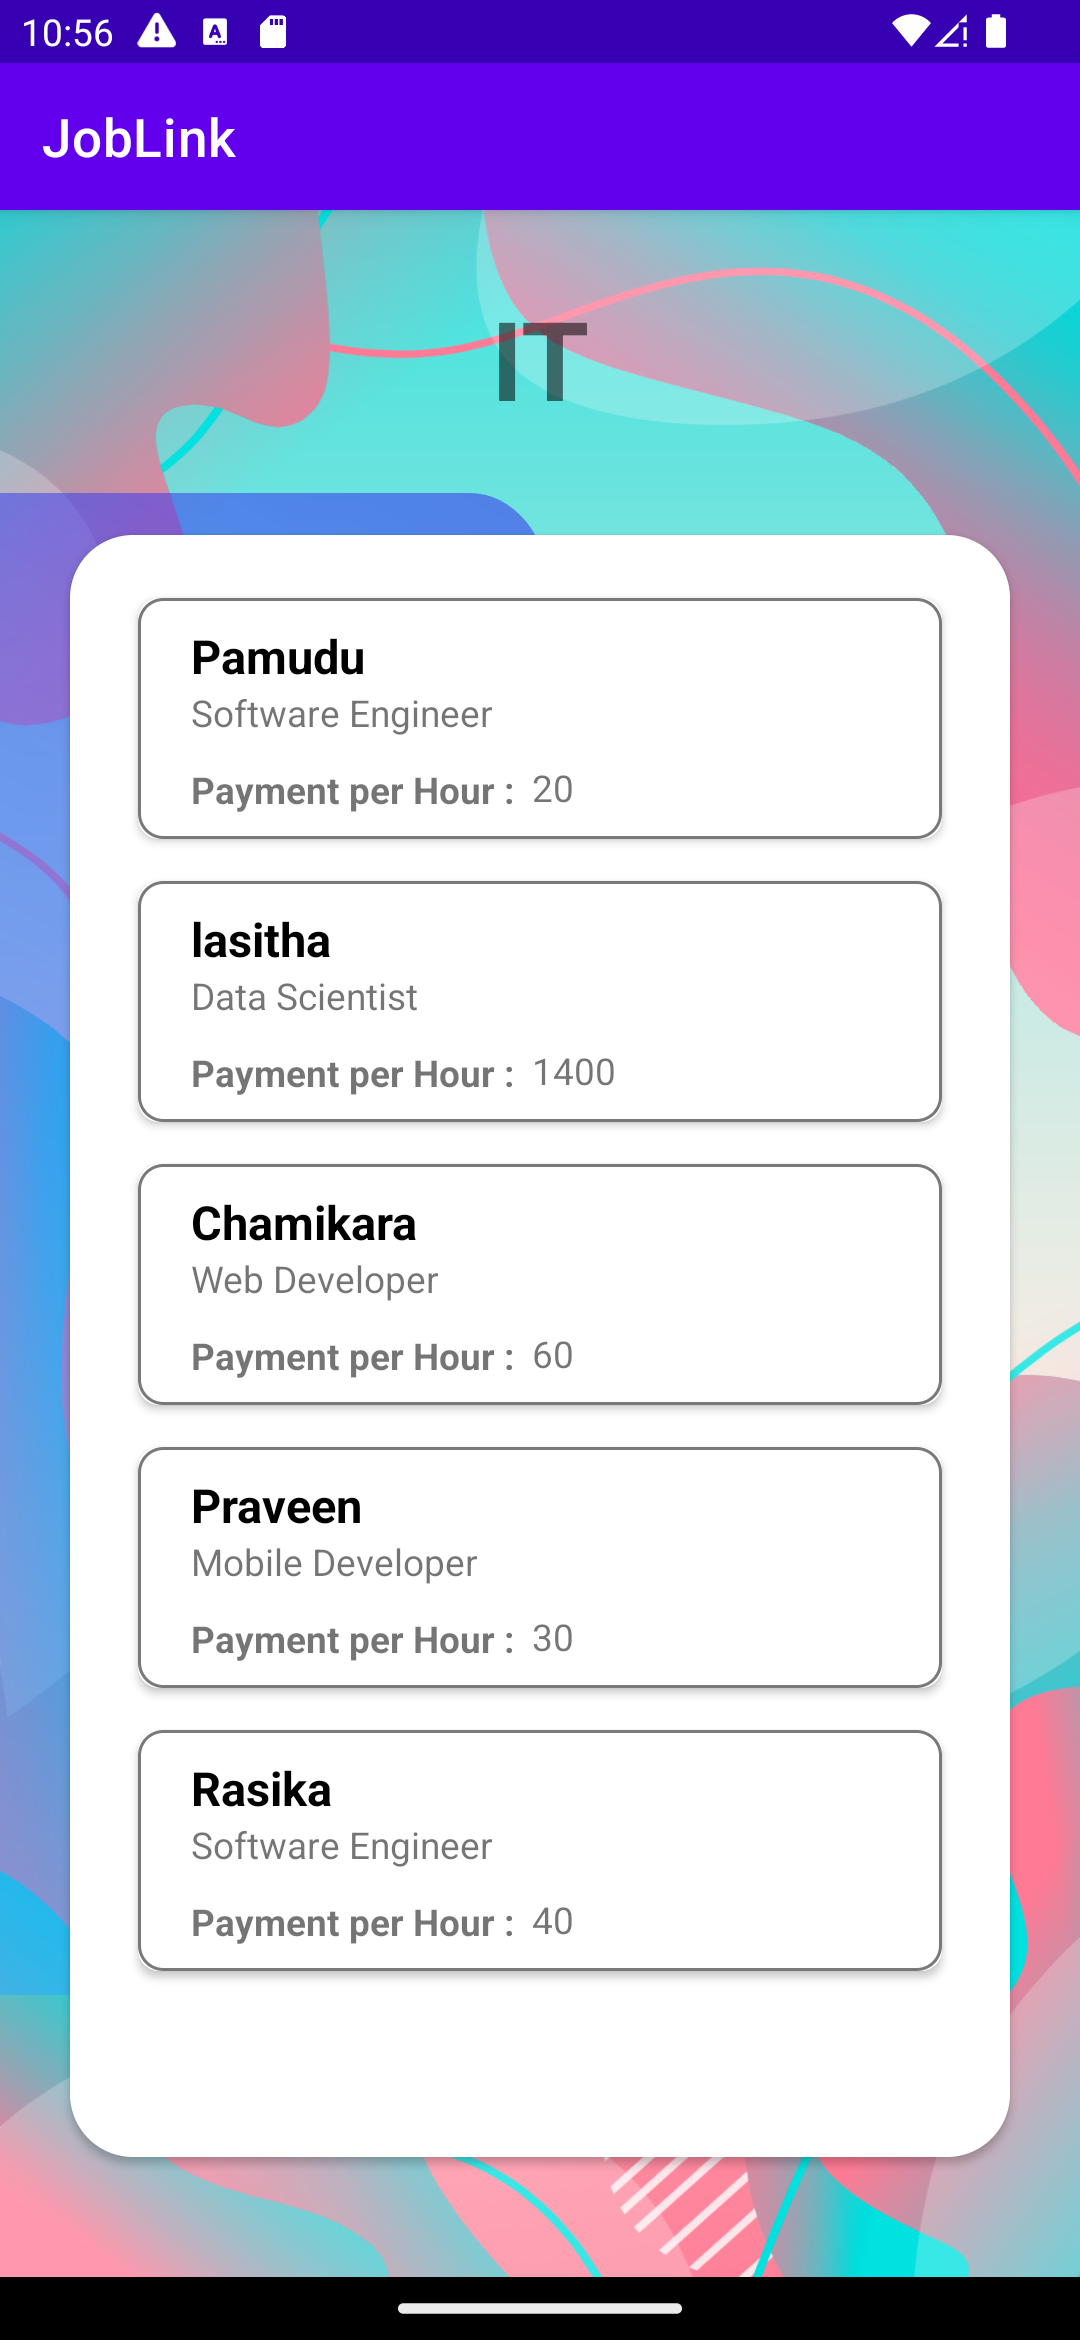 10:56
JobLink
IT
Pamudu
Software Engineer
Payment per Hour : 20
lasitha
Data Scientist
Payment per Hour : 1400
Chamikara
Web Developer
Payment per Hour : 60
Praveen
Mobile Developer
Payment per Hour : 30
Rasika
Software Engineer
Payment per Hour : 40